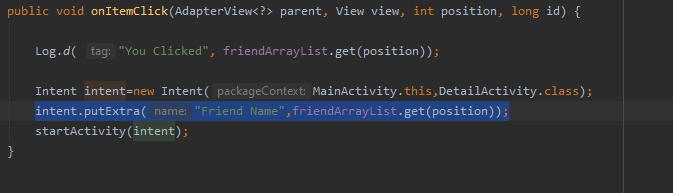 public void onItemClick(AdapterView<?> parent, View view, int position, long id) {
Log.d( tag: "You Clicked", friendArrayList.get(position));
Intent intent=new Intent( packageContext: MainActivity.this,DetailActivity.class);
intent.putExtra( name: "Friend Name",friendArrayList.get(position));
startActivity(intent);
}